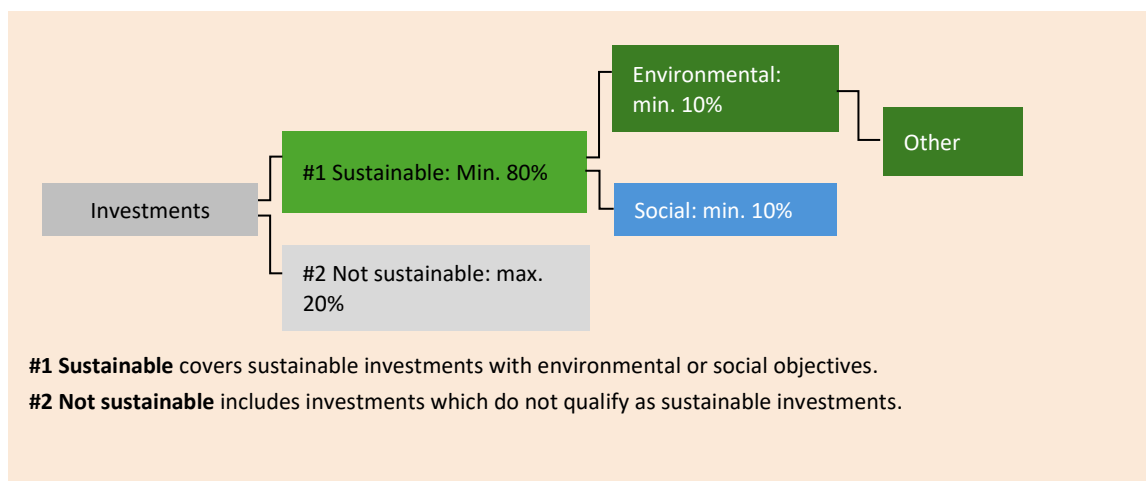 Environmental:
min. 10%
Other
#1 Sustainable: Min. 80%
Investments
Social: min. 10%
#2 Not sustainable: max.
20%
#1 Sustainable covers sustainable investments with environmental or social objectives.
#2 Not sustainable includes investments which do not qualify as sustainable investments.